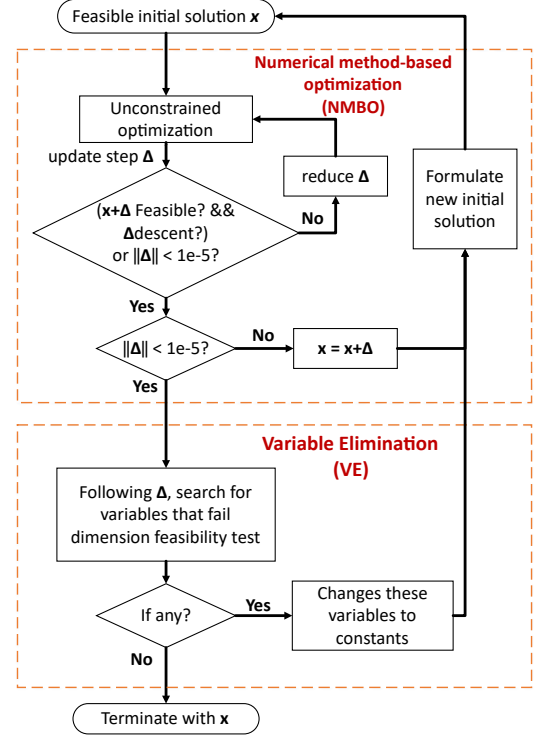 Feasible initial solution x
Numerical method-based
optimization
(NMBO)
Unconstrained
optimization
update step Δ
reduce Δ
Formulate
new initial
solution
(x+Δ Feasible? &&
Δdescent?)
or ||Δ|| < 1e-5?
No
Yes
||Δ|| < 1e-5?
No
x = x+Δ
Yes
Variable Elimination
(VE)
Following Δ, search for
variables that fail
dimension feasibility test
If any?
Yes
Changes these
variables to
constants
No
Terminate with x